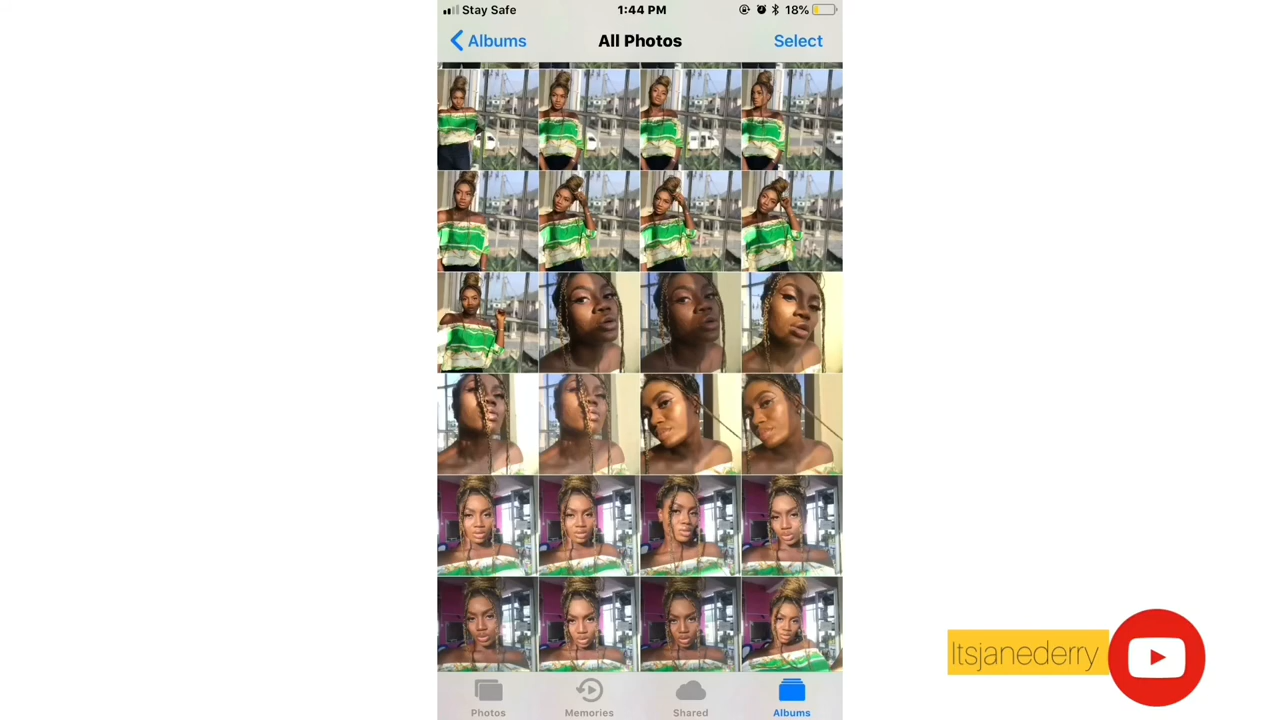 Stay Safe 1:44 PM 18%
Albums All Photos Select
Itsjanederry
Photos Memories Shared Albums